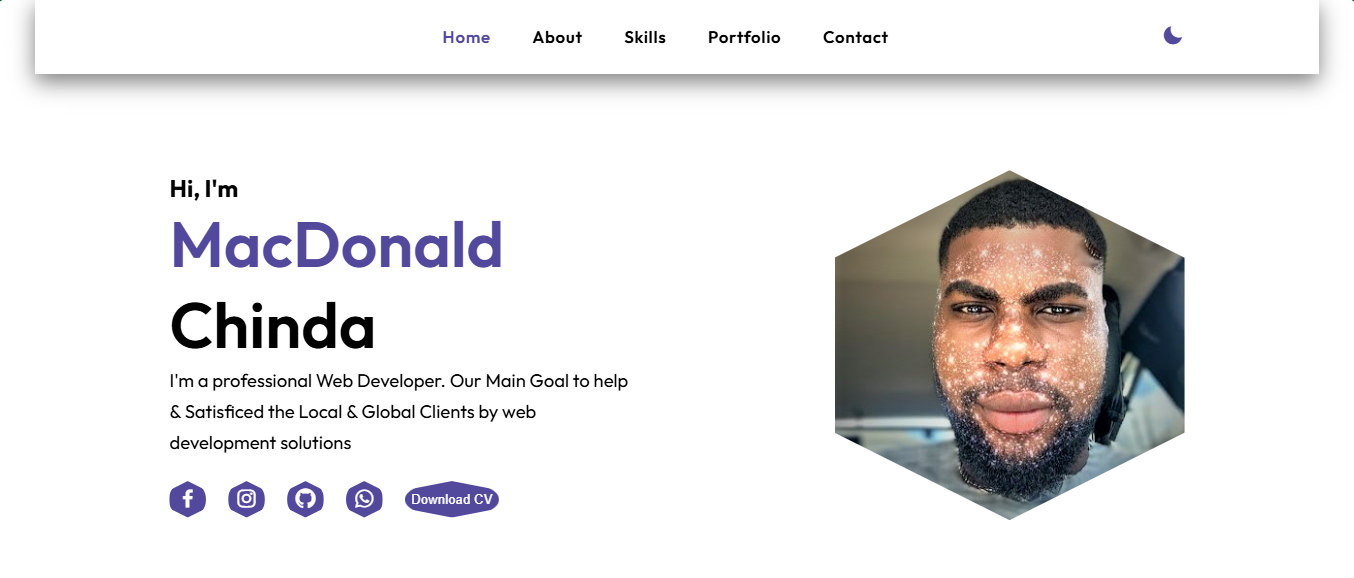 Home About Skills Portfolio Contact
Hi, I'm
MacDonald
Chinda
I'm a professional Web Developer. Our Main Goal to help
& Satisficed the Local & Global Clients by web
development solutions
Download CV